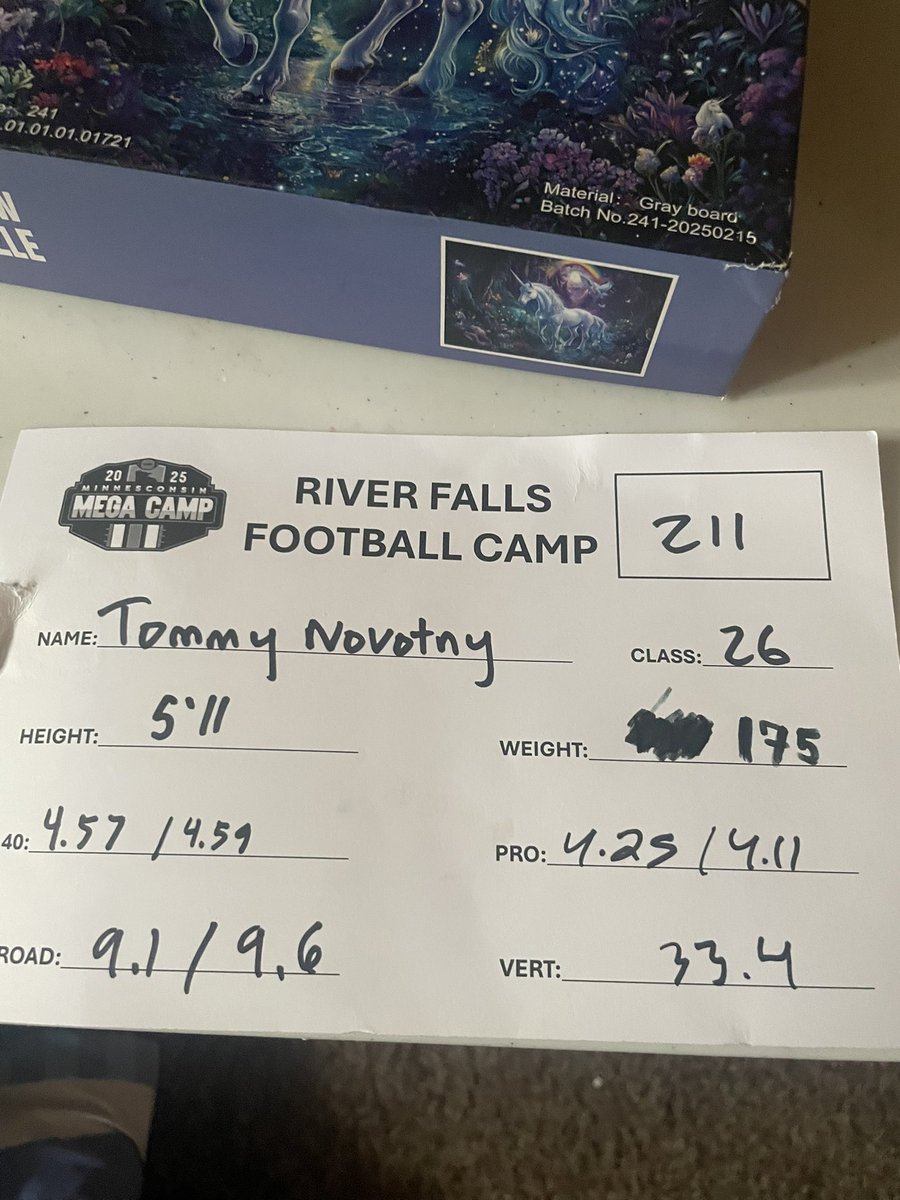 241
.01.01.01.01721
Material: Gray board
Batch No.241-20250215
N
LE
20 25
MINNESCONSIN
MEGA CAMP
RIVER FALLS
FOOTBALL CAMP
211
NAME: Tommy Novotny
CLASS: 26
HEIGHT: 5'11
WEIGHT: 175
40: 4.57 / 4.59
PRO: 4.25 / 4.11
ROAD: 9.1 / 9.6
VERT: 33.4